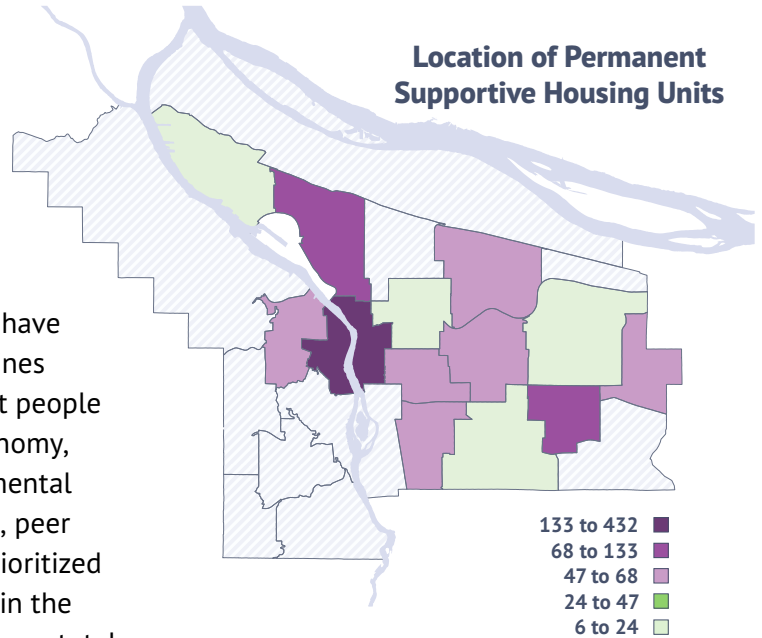 Location of Permanent
Supportive Housing Units
have
nes
t people
nomy,
mental
, peer
ioritized
in the
133 to 432
68 to 133
47 to 68
24 to 47
6 to 24